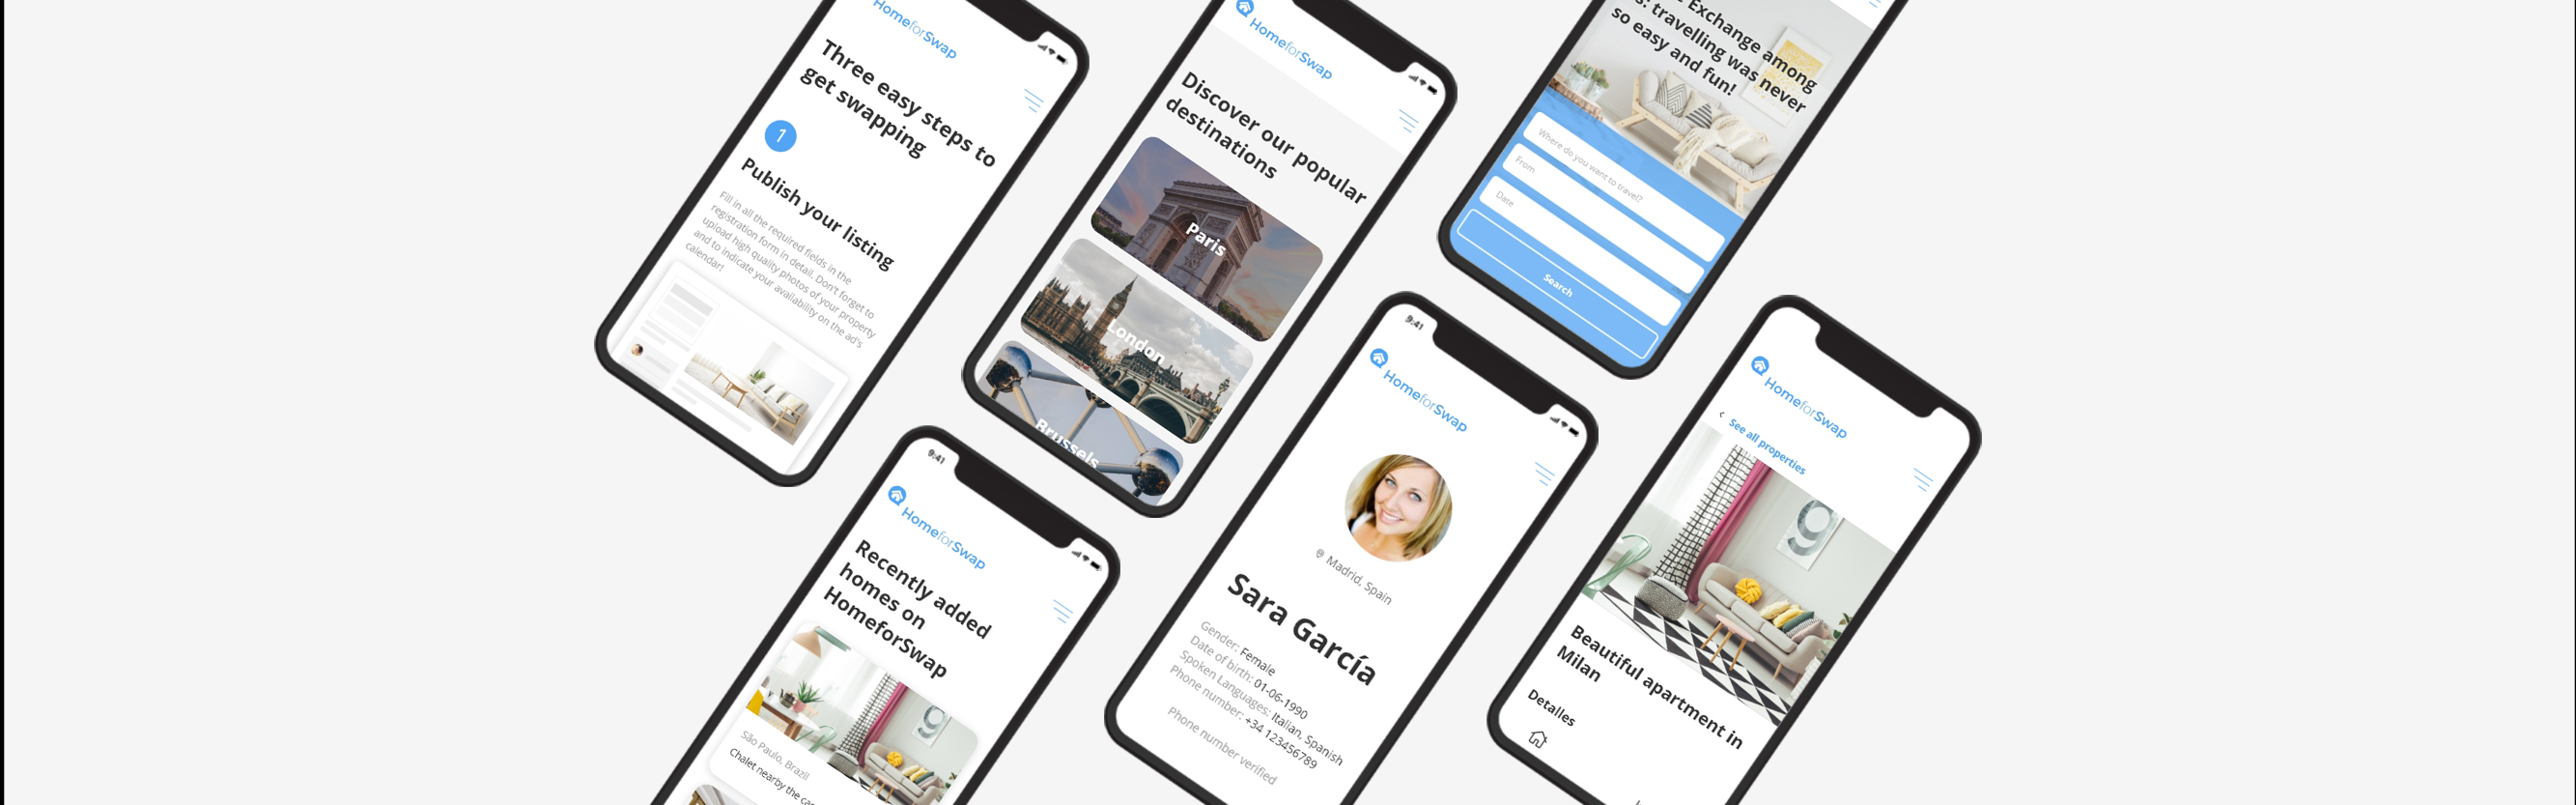 HomeforSwap
Three easy steps to
get swapping
1
Publish your listing
Fill in all the required fields in the
registration form in detail. Don't forget to
upload high quality photos of your property
and to indicate your availability on the ad's
calendar!
HomeforSwap
Discover our popular
destinations
Paris
London
Brussels
Exchange among
travelling was never
so easy and fun!
Where do you want to travel?
From
Date
Search
9:41
HomeforSwap
Recently added
homes on
HomeforSwap
São Paulo, Brazil
Chalet nearby the
9:41
HomeforSwap
Madrid, Spain
Sara García
Gender: Female
Date of birth: 01-06-1990
Spoken Languages: Italian, Spanish
Phone number: +34 123456789
Phone number verified
HomeforSwap
See all properties
9
Beautiful apartment in
Milan
Detalles